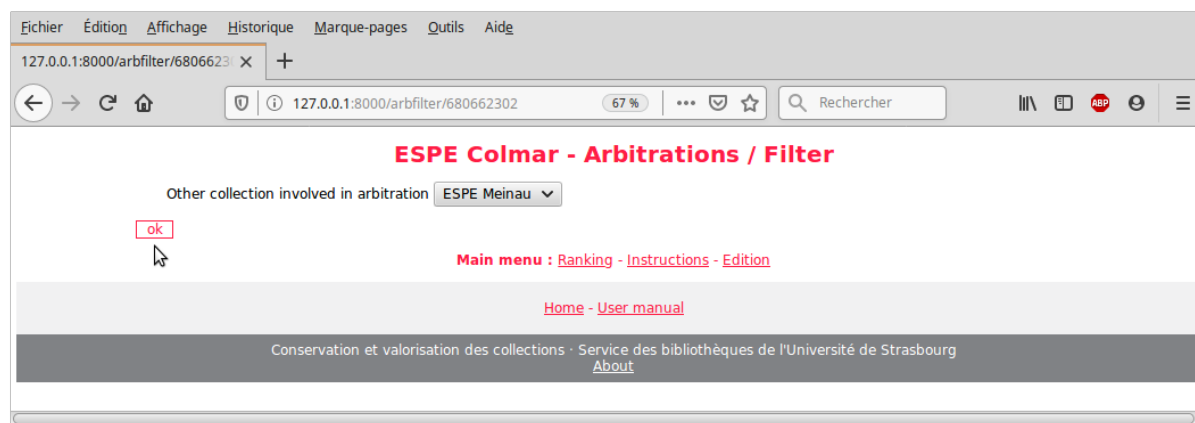 Fichier Édition Affichage Historique Marque-pages Outils Aide
127.0.0.1:8000/arbfilter/6806623
127.0.0.1:8000/arbfilter/680662302 67 % Rechercher ABP
ESPE Colmar - Arbitrations / Filter
Other collection involved in arbitration ESPE Meinau
ok
Main menu : Ranking - Instructions - Edition
Home - User manual
Conservation et valorisation des collections · Service des bibliothèques de l'Université de Strasbourg
About